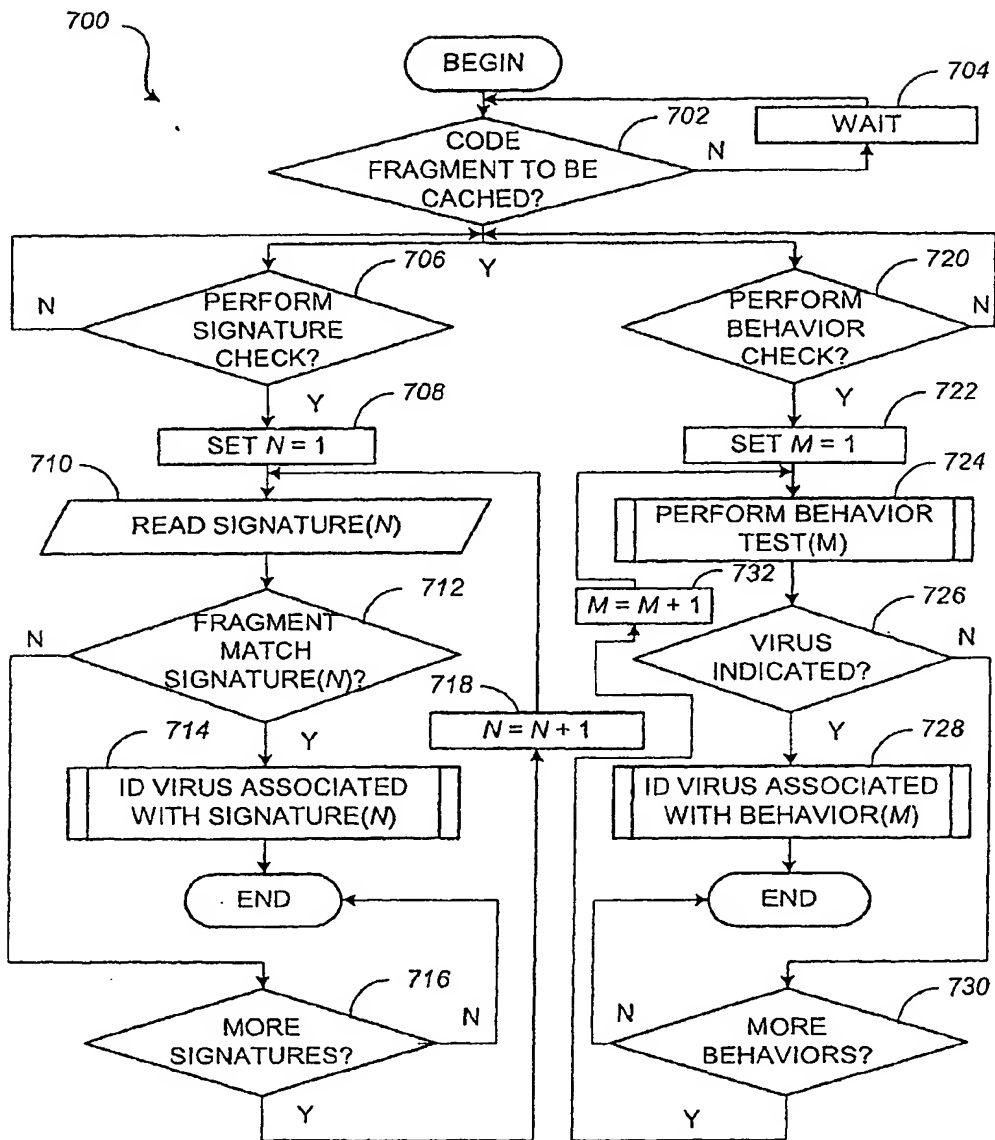 700
BEGIN
704
702
WAIT
CODE
FRAGMENT TO BE
CACHED?
N
Y
706
N
PERFORM
SIGNATURE
CHECK?
720
N
PERFORM
BEHAVIOR
CHECK?
Y
708
SET N = 1
Y
722
SET M = 1
710
READ SIGNATURE(N)
724
PERFORM BEHAVIOR
TEST(M)
732
M = M + 1
712
N
FRAGMENT
MATCH
SIGNATURE(N)?
726
N
VIRUS
INDICATED?
718
N = N + 1
714
Y
ID VIRUS ASSOCIATED
WITH SIGNATURE(N)
Y
728
ID VIRUS ASSOCIATED
WITH BEHAVIOR(M)
END
END
716
MORE
SIGNATURES?
N
Y
730
N
MORE
BEHAVIORS?
Y